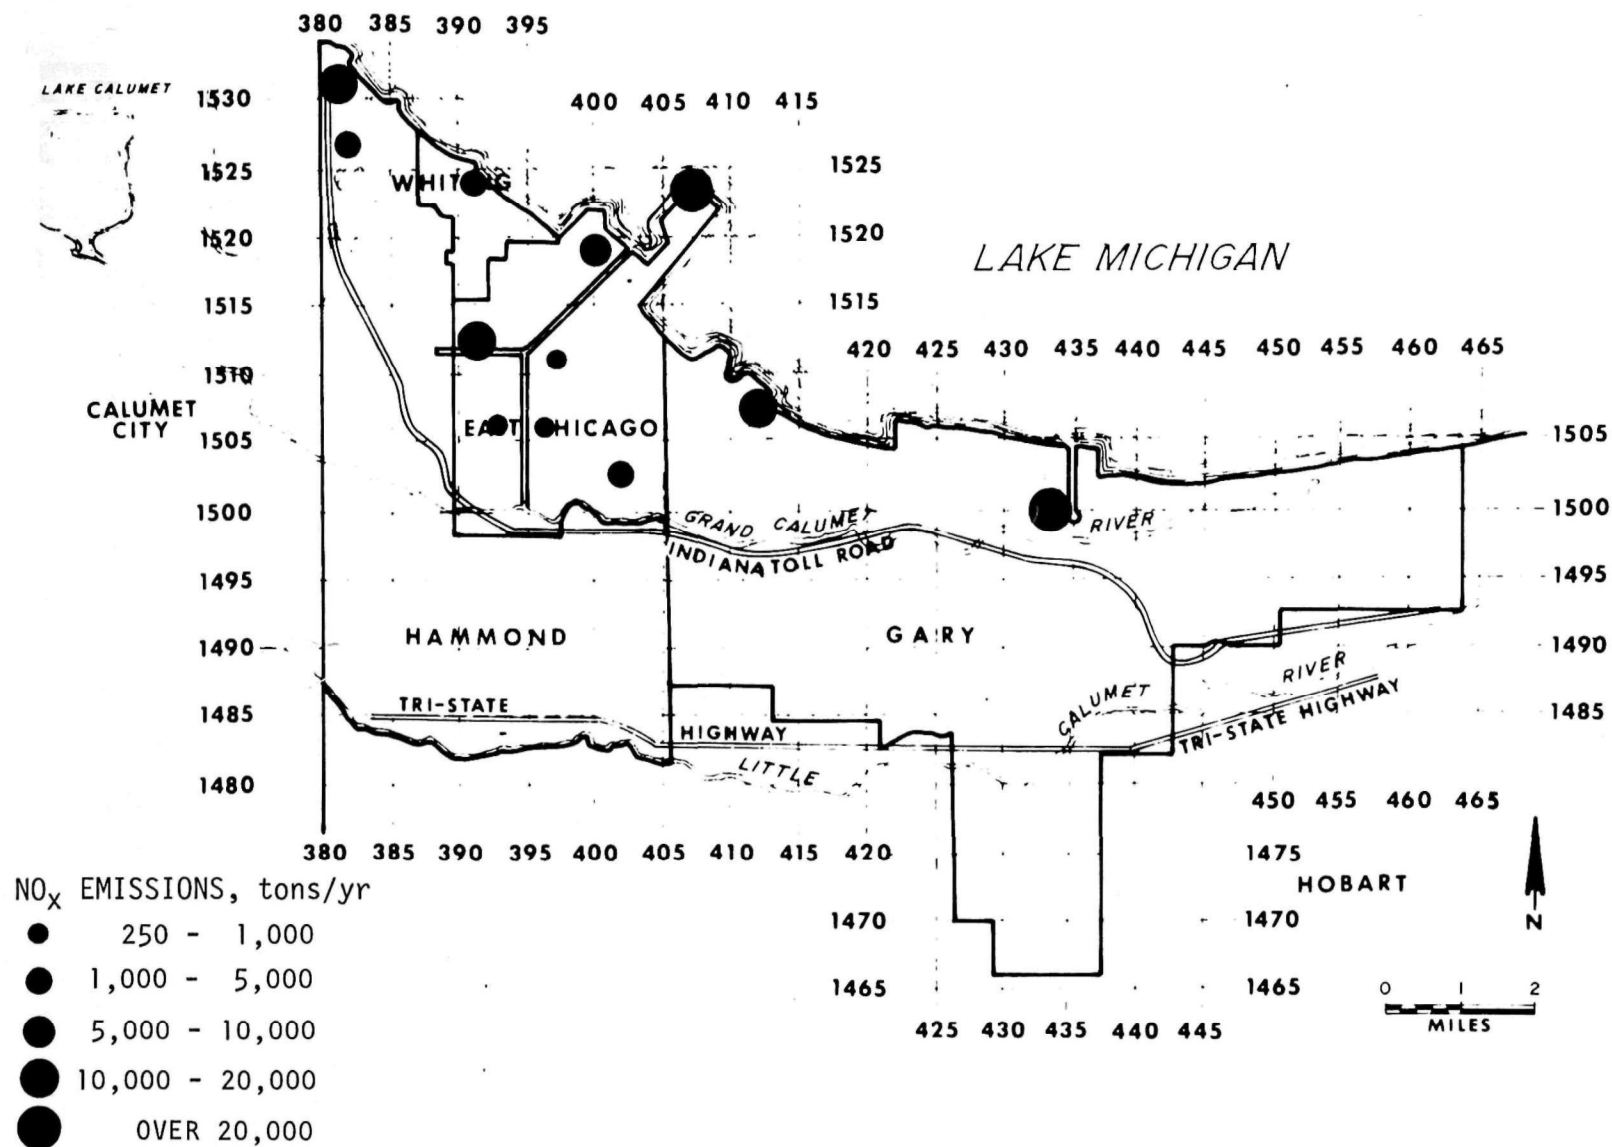 380 385 390 395
LAKE CALUMET
1530
400 405 410 415
1525
1525
WHITING
1520
1520
LAKE MICHIGAN
1515
1515
420 425 430 435 440 445 450 455 460 465
1510
CALUMET
CITY
EAST CHICAGO
1505
1505
1500
GRAND CALUMET
RIVER
1500
INDIANA TOLL ROAD
1495
1495
HAMMOND
GARY
1490
1490
RIVER
CALUMET
TRI-STATE
1485
HIGHWAY
TRI-STATE HIGHWAY
1485
LITTLE
1480
450 455 460 465
380 385 390 395 400 405 410 415 420
1475
HOBART
1470
1470
N
1465
1465
0 1 2
MILES
425 430 435 440 445
NOx EMISSIONS, tons/yr
250 - 1,000
1,000 - 5,000
5,000 - 10,000
10,000 - 20,000
OVER 20,000